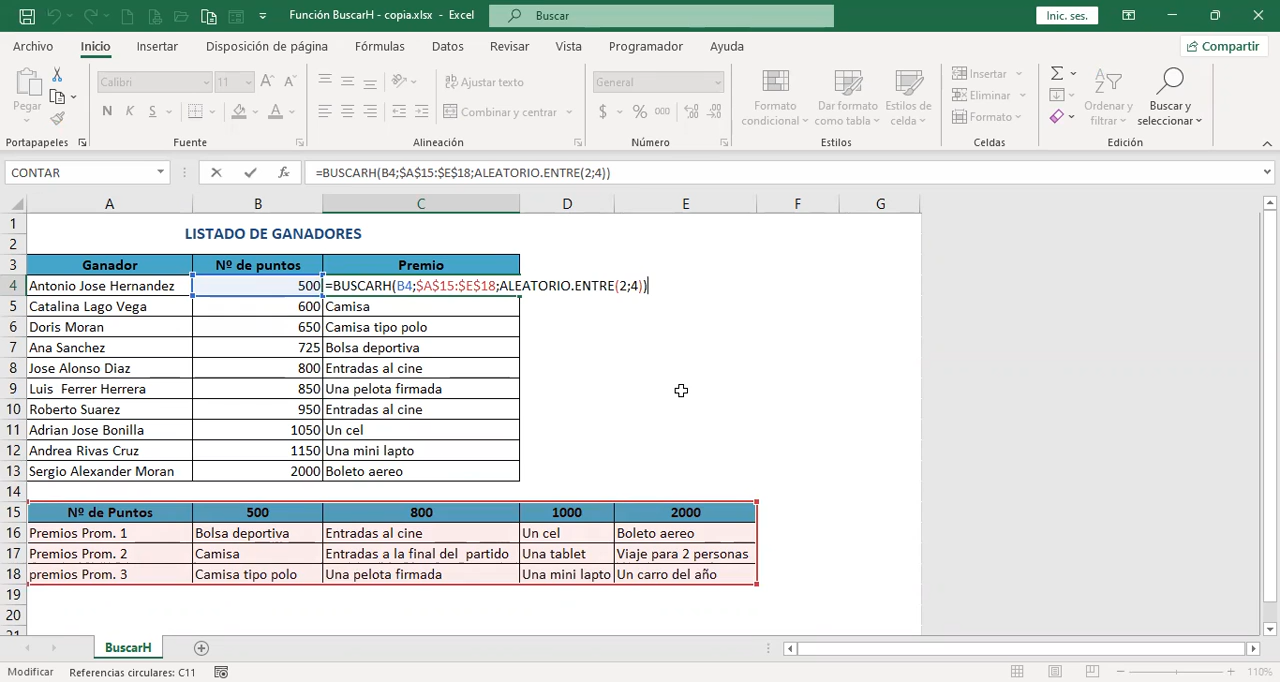 Función BuscarH - copia.xlsx - Excel
Buscar
Inic. ses.
Archivo Inicio Insertar Disposición de página Fórmulas Datos Revisar Vista Programador Ayuda
Compartir
Pegar
Calibri 11
N K S
Ajustar texto
Combinar y centrar
General
$ % 000
Formato condicional
Dar formato como tabla
Estilos de celda
Insertar
Eliminar
Formato
Ordenar y filtrar
Buscar y seleccionar
Portapapeles Fuente Alineación Número Estilos Celdas Edición
CONTAR
fx
=BUSCARH(B4;$A$15:$E$18;ALEATORIO.ENTRE(2;4))
A B C D E F G
1 LISTADO DE GANADORES
2
3 Ganador Nº de puntos Premio
4 Antonio Jose Hernandez 500 =BUSCARH(B4;$A$15:$E$18;ALEATORIO.ENTRE(2;4))
5 Catalina Lago Vega 600 Camisa
6 Doris Moran 650 Camisa tipo polo
7 Ana Sanchez 725 Bolsa deportiva
8 Jose Alonso Diaz 800 Entradas al cine
9 Luis Ferrer Herrera 850 Una pelota firmada
10 Roberto Suarez 950 Entradas al cine
11 Adrian Jose Bonilla 1050 Un cel
12 Andrea Rivas Cruz 1150 Una mini lapto
13 Sergio Alexander Moran 2000 Boleto aereo
14
15 Nº de Puntos 500 800 1000 2000
16 Premios Prom. 1 Bolsa deportiva Entradas al cine Un cel Boleto aereo
17 Premios Prom. 2 Camisa Entradas a la final del partido Una tablet Viaje para 2 personas
18 premios Prom. 3 Camisa tipo polo Una pelota firmada Una mini lapto Un carro del año
19
20
21
BuscarH
Modificar Referencias circulares: C11 110%